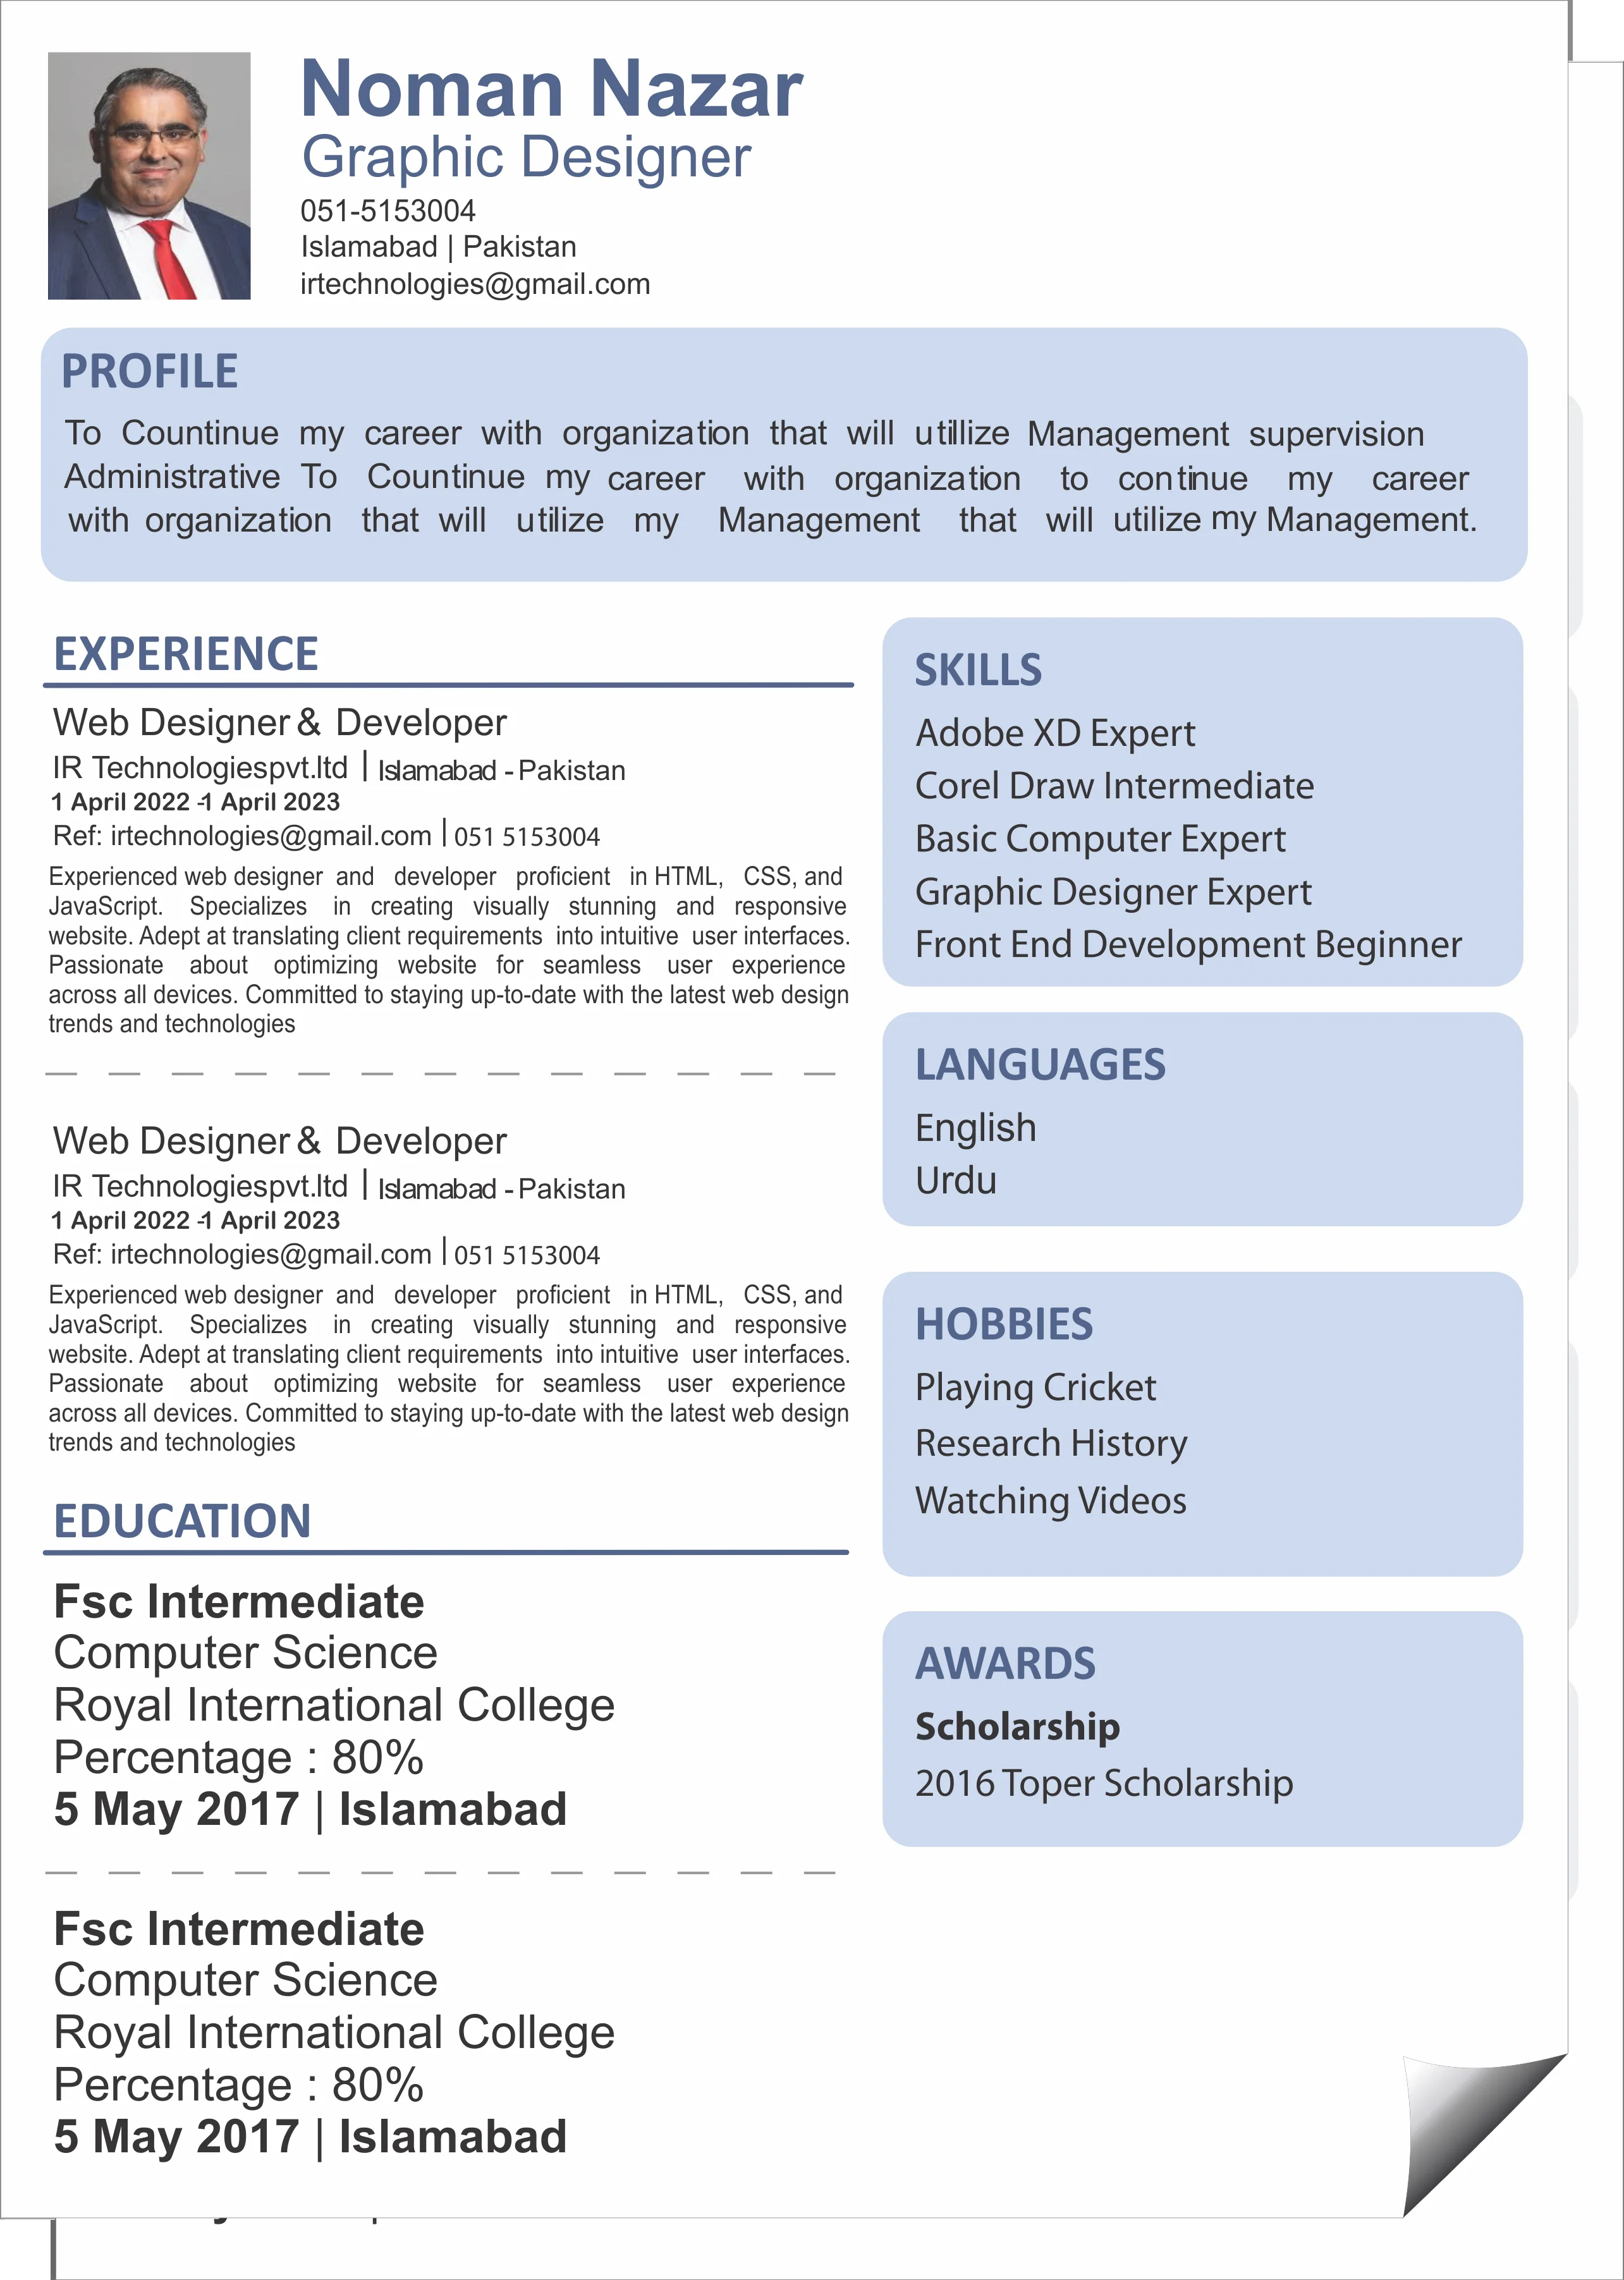 Noman Nazar
Graphic Designer
051-5153004
Islamabad | Pakistan
irtechnologies@gmail.com
PROFILE
To Countinue my career with organization that will utillize Management supervision
Administrative To Countinue my career with organization to continue my career
with organization that will utilize my Management that will utilize my Management.
EXPERIENCE
Web Designer & Developer
IR Technologiespvt.ltd | Islamabad - Pakistan
1 April 2022 -1 April 2023
Ref: irtechnologies@gmail.com | 051 5153004
Experienced web designer and developer proficient in HTML, CSS, and
JavaScript. Specializes in creating visually stunning and responsive
website. Adept at translating client requirements into intuitive user interfaces.
Passionate about optimizing website for seamless user experience
across all devices. Committed to staying up-to-date with the latest web design
trends and technologies
Web Designer & Developer
IR Technologiespvt.ltd | Islamabad - Pakistan
1 April 2022 -1 April 2023
Ref: irtechnologies@gmail.com | 051 5153004
Experienced web designer and developer proficient in HTML, CSS, and
JavaScript. Specializes in creating visually stunning and responsive
website. Adept at translating client requirements into intuitive user interfaces.
Passionate about optimizing website for seamless user experience
across all devices. Committed to staying up-to-date with the latest web design
trends and technologies
EDUCATION
Fsc Intermediate
Computer Science
Royal International College
Percentage : 80%
5 May 2017 | Islamabad
Fsc Intermediate
Computer Science
Royal International College
Percentage : 80%
5 May 2017 | Islamabad
SKILLS
Adobe XD Expert
Corel Draw Intermediate
Basic Computer Expert
Graphic Designer Expert
Front End Development Beginner
LANGUAGES
English
Urdu
HOBBIES
Playing Cricket
Research History
Watching Videos
AWARDS
Scholarship
2016 Toper Scholarship